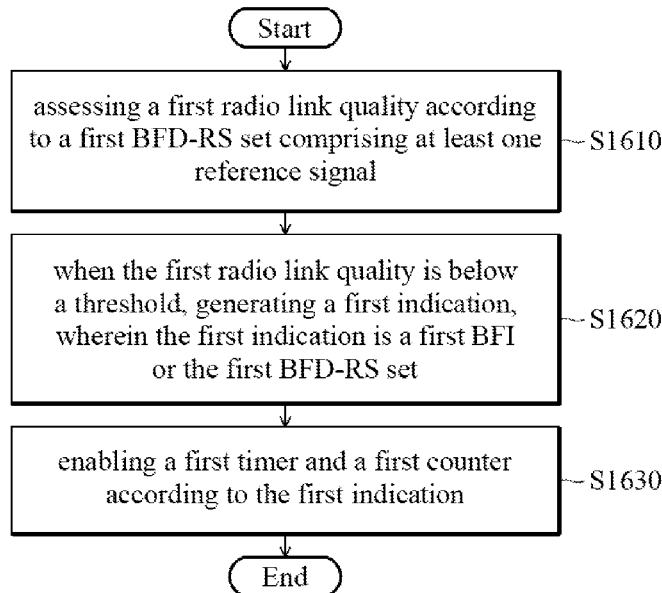 Start
assessing a first radio link quality according
to a first BFD-RS set comprising at least one
reference signal
S1610
when the first radio link quality is below
a threshold, generating a first indication,
wherein the first indication is a first BFI
or the first BFD-RS set
S1620
enabling a first timer and a first counter
according to the first indication
S1630
End